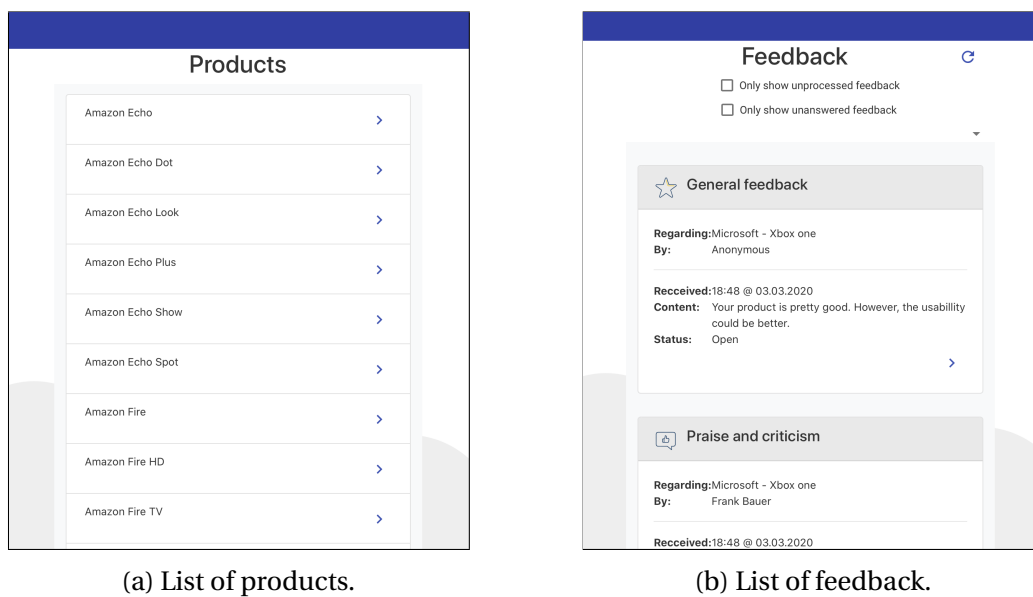 Products
Amazon Echo
Amazon Echo Dot
Amazon Echo Look
Amazon Echo Plus
Amazon Echo Show
Amazon Echo Spot
Amazon Fire
Amazon Fire HD
Amazon Fire TV
(a) List of products.
Feedback
Only show unprocessed feedback
Only show unanswered feedback
General feedback
Regarding:Microsoft - Xbox one
By: Anonymous
Recceived:18:48 @ 03.03.2020
Content: Your product is pretty good. However, the usabillity
could be better.
Status: Open
Praise and criticism
Regarding:Microsoft - Xbox one
By: Frank Bauer
Recceived:18:48 @ 03.03.2020
(b) List of feedback.